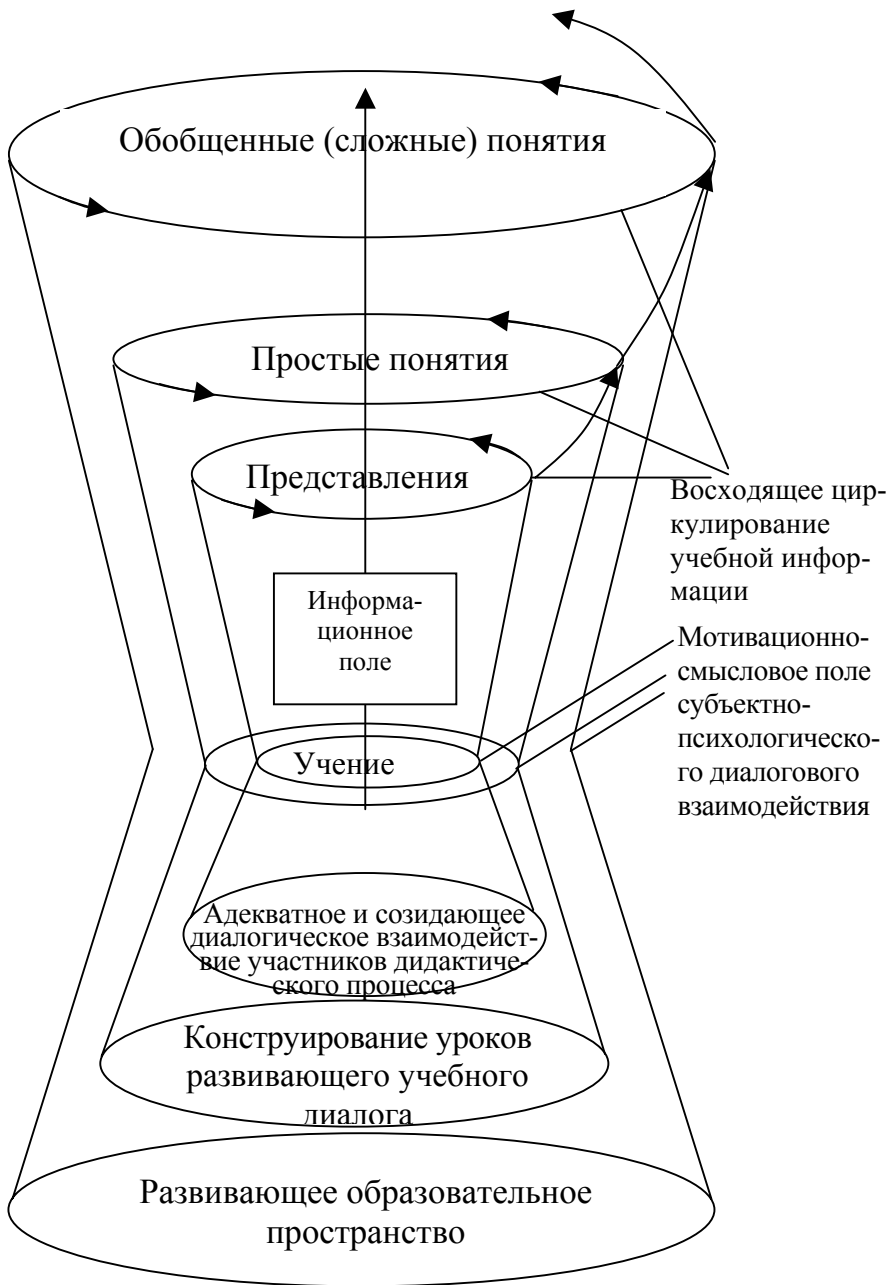 Обобщенные (сложные) понятия
Простые понятия
Представления
Восходящее цир-
кулирование
учебной инфор-
мации
Информа-
ционное
поле
Мотивационно-
смысловое поле
субъектно-
психологическо-
го диалогового
взаимодействия
Учение
Адекватное и созидающее
диалогическое взаимодейст-
вие участников дидактиче-
ского процесса
Конструирование уроков
развивающего учебного
диалога
Развивающее образовательное
пространство